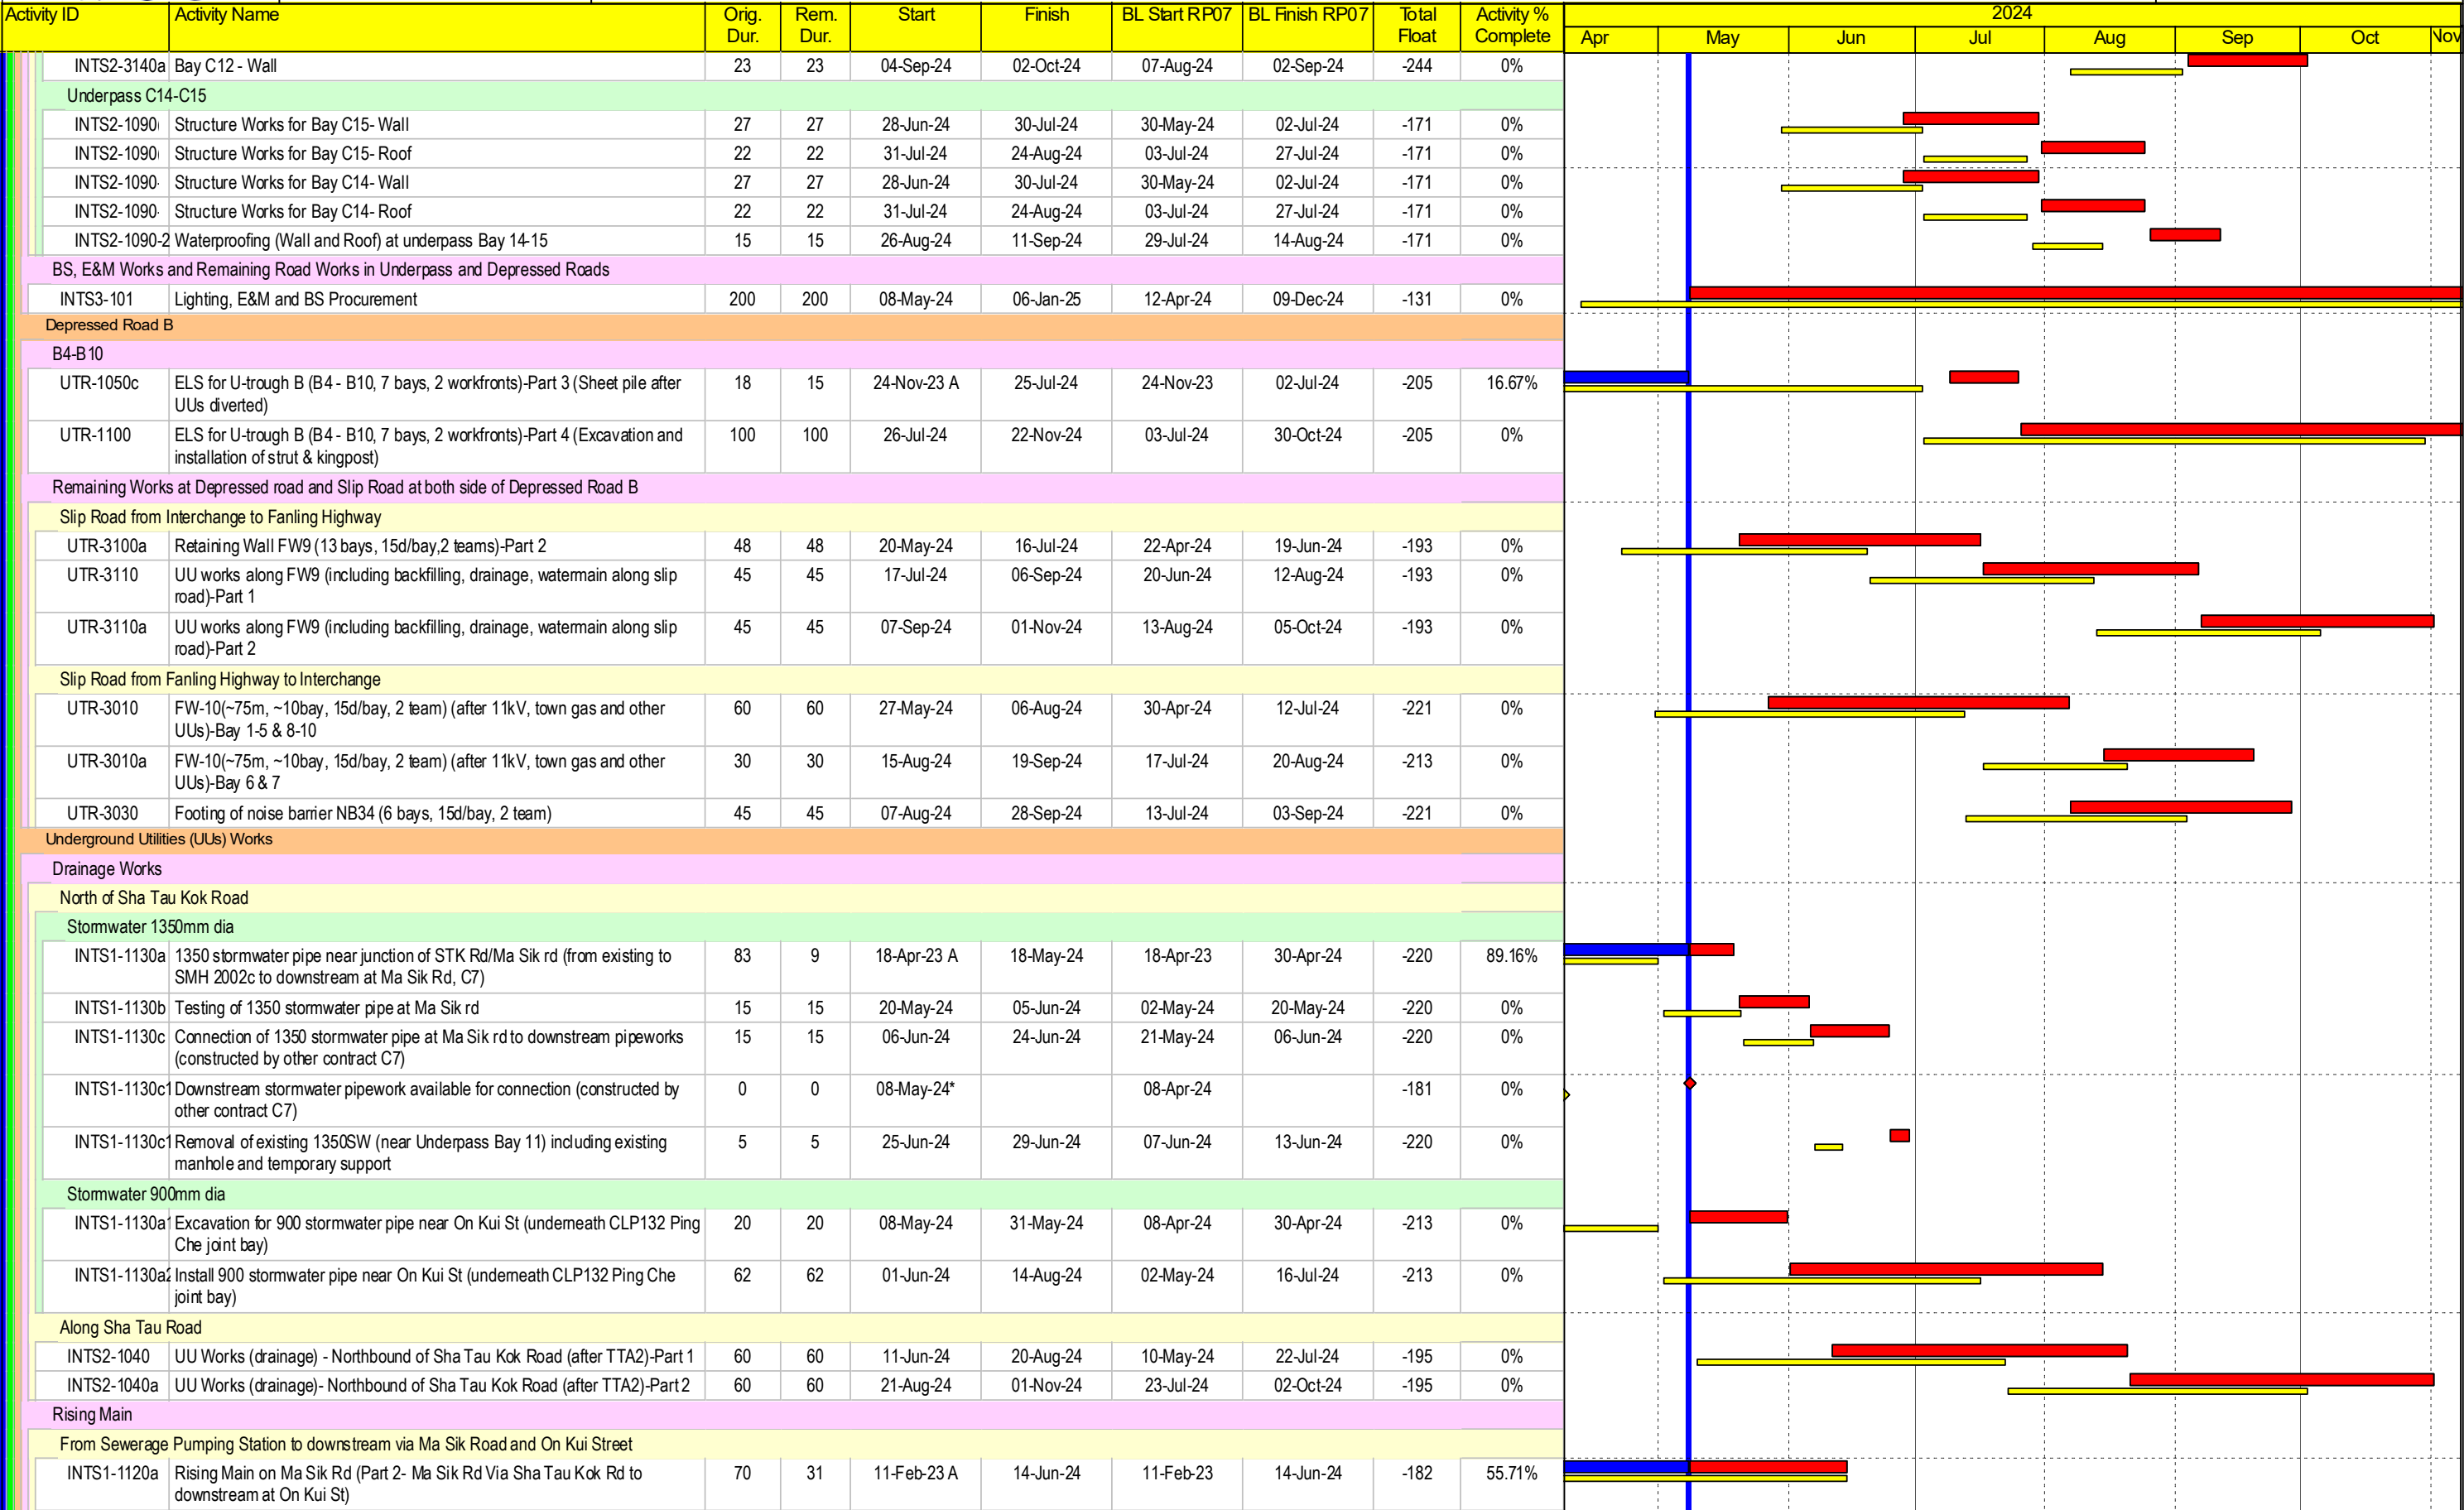 Activity ID Activity Name Orig. Rem. Start Finish BL Start RP07 BL Finish RP07 Total Activity % 2024
Dur. Dur. Float Complete Apr May Jun Jul Aug Sep Oct Nov
INTS2-3140a Bay C12 - Wall 23 23 04-Sep-24 02-Oct-24 07-Aug-24 02-Sep-24 -244 0%
Underpass C14-C15
INTS2-1090 Structure Works for Bay C15- Wall 27 27 28-Jun-24 30-Jul-24 30-May-24 02-Jul-24 -171 0%
INTS2-1090 Structure Works for Bay C15- Roof 22 22 31-Jul-24 24-Aug-24 03-Jul-24 27-Jul-24 -171 0%
INTS2-1090- Structure Works for Bay C14- Wall 27 27 28-Jun-24 30-Jul-24 30-May-24 02-Jul-24 -171 0%
INTS2-1090- Structure Works for Bay C14- Roof 22 22 31-Jul-24 24-Aug-24 03-Jul-24 27-Jul-24 -171 0%
INTS2-1090-2 Waterproofing (Wall and Roof) at underpass Bay 14-15 15 15 26-Aug-24 11-Sep-24 29-Jul-24 14-Aug-24 -171 0%
BS, E&M Works and Remaining Road Works in Underpass and Depressed Roads
INTS3-101 Lighting, E&M and BS Procurement 200 200 08-May-24 06-Jan-25 12-Apr-24 09-Dec-24 -131 0%
Depressed Road B
B4-B10
UTR-1050c ELS for U-trough B (B4 - B10, 7 bays, 2 workfronts)-Part 3 (Sheet pile after 18 15 24-Nov-23 A 25-Jul-24 24-Nov-23 02-Jul-24 -205 16.67%
UUs diverted)
UTR-1100 ELS for U-trough B (B4 - B10, 7 bays, 2 workfronts)-Part 4 (Excavation and 100 100 26-Jul-24 22-Nov-24 03-Jul-24 30-Oct-24 -205 0%
installation of strut & kingpost)
Remaining Works at Depressed road and Slip Road at both side of Depressed Road B
Slip Road from Interchange to Fanling Highway
UTR-3100a Retaining Wall FW9 (13 bays, 15d/bay,2 teams)-Part 2 48 48 20-May-24 16-Jul-24 22-Apr-24 19-Jun-24 -193 0%
UTR-3110 UU works along FW9 (including backfilling, drainage, watermain along slip 45 45 17-Jul-24 06-Sep-24 20-Jun-24 12-Aug-24 -193 0%
road)-Part 1
UTR-3110a UU works along FW9 (including backfilling, drainage, watermain along slip 45 45 07-Sep-24 01-Nov-24 13-Aug-24 05-Oct-24 -193 0%
road)-Part 2
Slip Road from Fanling Highway to Interchange
UTR-3010 FW-10(~75m, ~10bay, 15d/bay, 2 team) (after 11kV, town gas and other 60 60 27-May-24 06-Aug-24 30-Apr-24 12-Jul-24 -221 0%
UUs)-Bay 1-5 & 8-10
UTR-3010a FW-10(~75m, ~10bay, 15d/bay, 2 team) (after 11kV, town gas and other 30 30 15-Aug-24 19-Sep-24 17-Jul-24 20-Aug-24 -213 0%
UUs)-Bay 6 & 7
UTR-3030 Footing of noise barrier NB34 (6 bays, 15d/bay, 2 team) 45 45 07-Aug-24 28-Sep-24 13-Jul-24 03-Sep-24 -221 0%
Underground Utilities (UUs) Works
Drainage Works
North of Sha Tau Kok Road
Stormwater 1350mm dia
INTS1-1130a 1350 stormwater pipe near junction of STK Rd/Ma Sik rd (from existing to 83 9 18-Apr-23 A 18-May-24 18-Apr-23 30-Apr-24 -220 89.16%
SMH 2002c to downstream at Ma Sik Rd, C7)
INTS1-1130b Testing of 1350 stormwater pipe at Ma Sik rd 15 15 20-May-24 05-Jun-24 02-May-24 20-May-24 -220 0%
INTS1-1130c Connection of 1350 stormwater pipe at Ma Sik rd to downstream pipeworks 15 15 06-Jun-24 24-Jun-24 21-May-24 06-Jun-24 -220 0%
(constructed by other contract C7)
INTS1-1130c1 Downstream stormwater pipework available for connection (constructed by 0 0 08-May-24* 08-Apr-24 -181 0%
other contract C7)
INTS1-1130c1 Removal of existing 1350SW (near Underpass Bay 11) including existing 5 5 25-Jun-24 29-Jun-24 07-Jun-24 13-Jun-24 -220 0%
manhole and temporary support
Stormwater 900mm dia
INTS1-1130a1 Excavation for 900 stormwater pipe near On Kui St (underneath CLP132 Ping 20 20 08-May-24 31-May-24 08-Apr-24 30-Apr-24 -213 0%
Che joint bay)
INTS1-1130a2 Install 900 stormwater pipe near On Kui St (underneath CLP132 Ping Che 62 62 01-Jun-24 14-Aug-24 02-May-24 16-Jul-24 -213 0%
joint bay)
Along Sha Tau Road
INTS2-1040 UU Works (drainage) - Northbound of Sha Tau Kok Road (after TTA2)-Part 1 60 60 11-Jun-24 20-Aug-24 10-May-24 22-Jul-24 -195 0%
INTS2-1040a UU Works (drainage)- Northbound of Sha Tau Kok Road (after TTA2)-Part 2 60 60 21-Aug-24 01-Nov-24 23-Jul-24 02-Oct-24 -195 0%
Rising Main
From Sewerage Pumping Station to downstream via Ma Sik Road and On Kui Street
INTS1-1120a Rising Main on Ma Sik Rd (Part 2- Ma Sik Rd Via Sha Tau Kok Rd to 70 31 11-Feb-23 A 14-Jun-24 11-Feb-23 14-Jun-24 -182 55.71%
downstream at On Kui St)